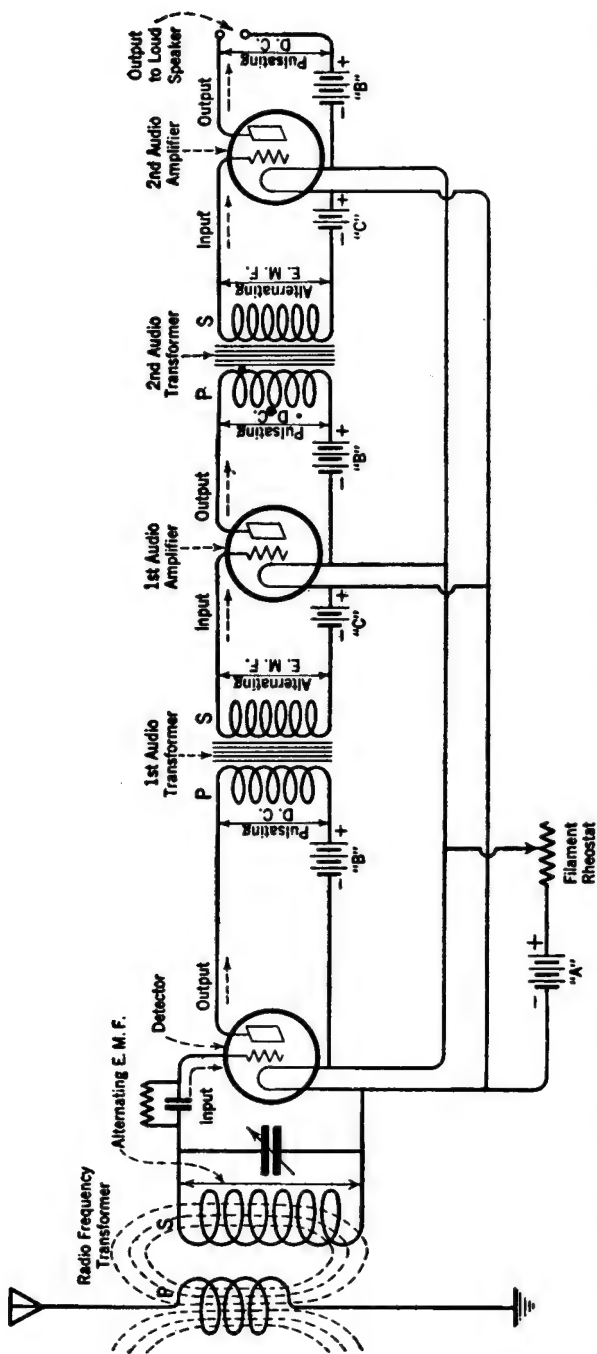 Radio Frequency
Transformer
P
S
Alternating E. M. F.
Input
Detector
Output
Pulsating
D. C.
"B"
- +
1st Audio
Transformer
P
S
Alternating
E. M. F.
Input
1st Audio
Amplifier
"C"
- +
Output
Pulsating
D. C.
"B"
- +
2nd Audio
Transformer
P
S
Alternating
E. M. F.
Input
2nd Audio
Amplifier
"C"
- +
Output
Pulsating
D. C.
"B"
- +
Output
to Loud
Speaker
"A"
- +
Filament
Rheostat